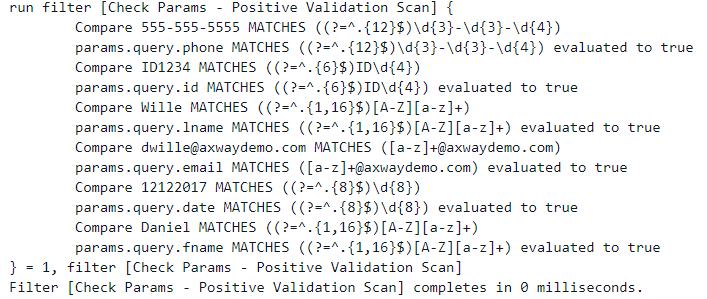 run filter [Check Params - Positive Validation Scan] {
Compare 555-555-5555 MATCHES ((?=^.{12}$)\d{3}-\d{3}-\d{4})
params.query.phone MATCHES ((?=^.{12}$)\d{3}-\d{3}-\d{4}) evaluated to true
Compare ID1234 MATCHES ((?=^.{6}$)ID\d{4})
params.query.id MATCHES ((?=^.{6}$)ID\d{4}) evaluated to true
Compare Wille MATCHES ((?=^.{1,16}$)[A-Z][a-z]+)
params.query.lname MATCHES ((?=^.{1,16}$)[A-Z][a-z]+) evaluated to true
Compare dwille@axwaydemo.com MATCHES ([a-z]+@axwaydemo.com)
params.query.email MATCHES ([a-z]+@axwaydemo.com) evaluated to true
Compare 12122017 MATCHES ((?=^.{8}$)\d{8})
params.query.date MATCHES ((?=^.{8}$)\d{8}) evaluated to true
Compare Daniel MATCHES ((?=^.{1,16}$)[A-Z][a-z]+)
params.query.fname MATCHES ((?=^.{1,16}$)[A-Z][a-z]+) evaluated to true
} = 1, filter [Check Params - Positive Validation Scan]
Filter [Check Params - Positive Validation Scan] completes in 0 milliseconds.